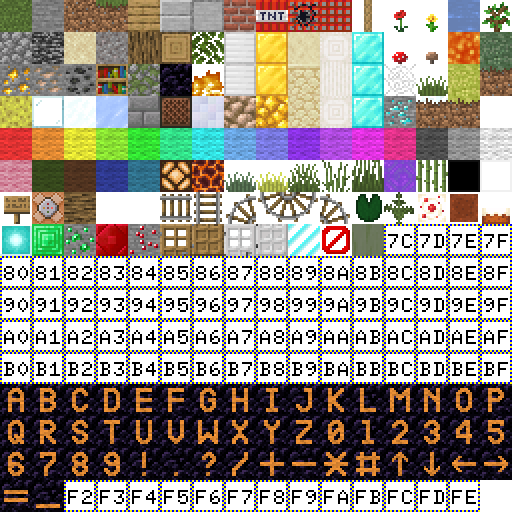 TNT
7C 7D 7E 7F
80 81 82 83 84 85 86 87 88 89 8A 8B 8C 8D 8E 8F
90 91 92 93 94 95 96 97 98 99 9A 9B 9C 9D 9E 9F
A0 A1 A2 A3 A4 A5 A6 A7 A8 A9 AA AB AC AD AE AF
B0 B1 B2 B3 B4 B5 B6 B7 B8 B9 BA BB BC BD BE BF
A B C D E F G H I J K L M N O P
Q R S T U V W X Y Z 0 1 2 3 4 5
6 7 8 9 ! . ? / + - * # ↑ ↓ ← →
= _ F2 F3 F4 F5 F6 F7 F8 F9 FA FB FC FD FE